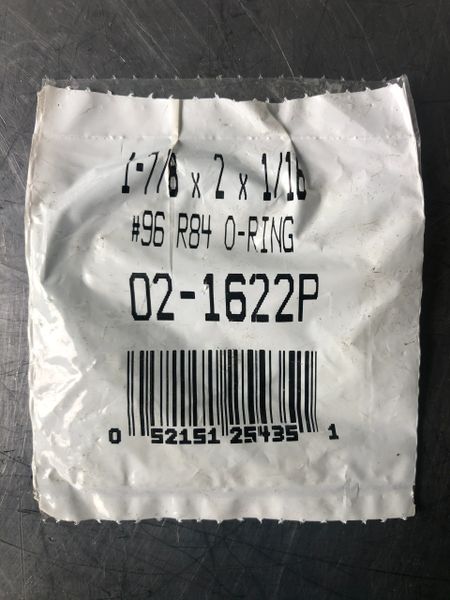 1-7/8 x 2 x 1/16
#96 R84 O-RING
02-1622P
0 52151 25435 1